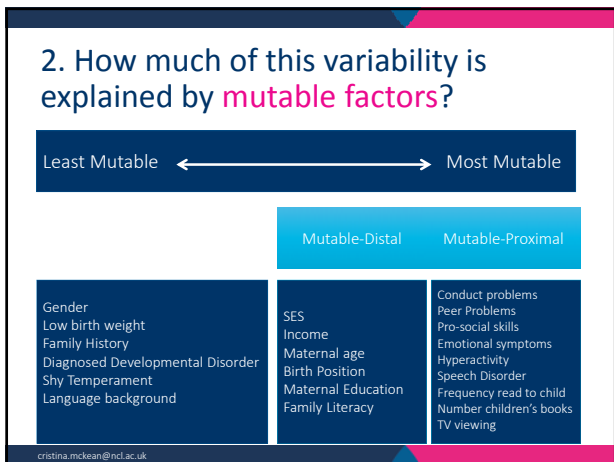 2. How much of this variability is
explained by mutable factors?
Least Mutable
Most Mutable
Mutable-Distal
Mutable-Proximal
Gender
Low birth weight
Family History
Diagnosed Developmental Disorder
Shy Temperament
Language background
SES
Income
Maternal age
Birth Position
Maternal Education
Family Literacy
Conduct problems
Peer Problems
Pro-social skills
Emotional symptoms
Hyperactivity
Speech Disorder
Frequency read to child
Number children's books
TV viewing
cristina.mckean@ncl.ac.uk